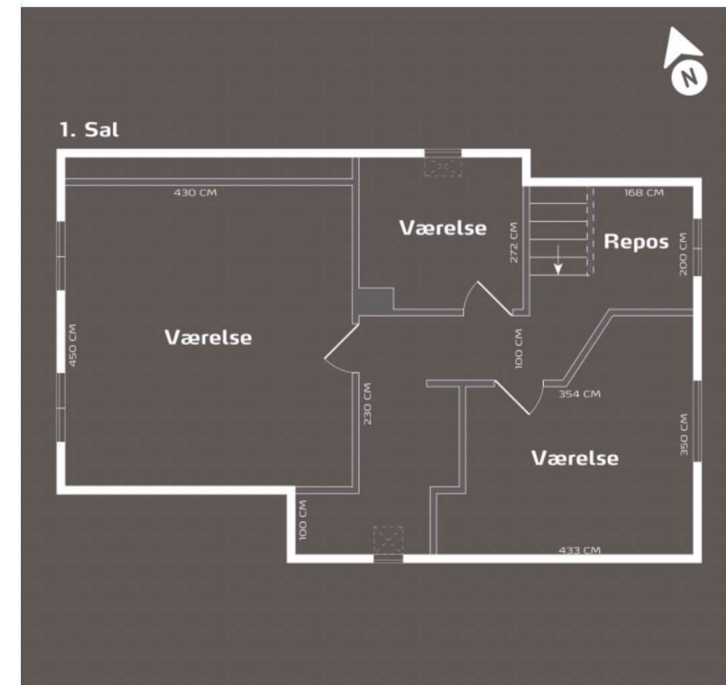 N
1. Sal
430 CM
168 CM
Værelse
272 CM
Repos
200 CM
450 CM
Værelse
100 CM
230 CM
354 CM
350 CM
Værelse
100 CM
433 CM